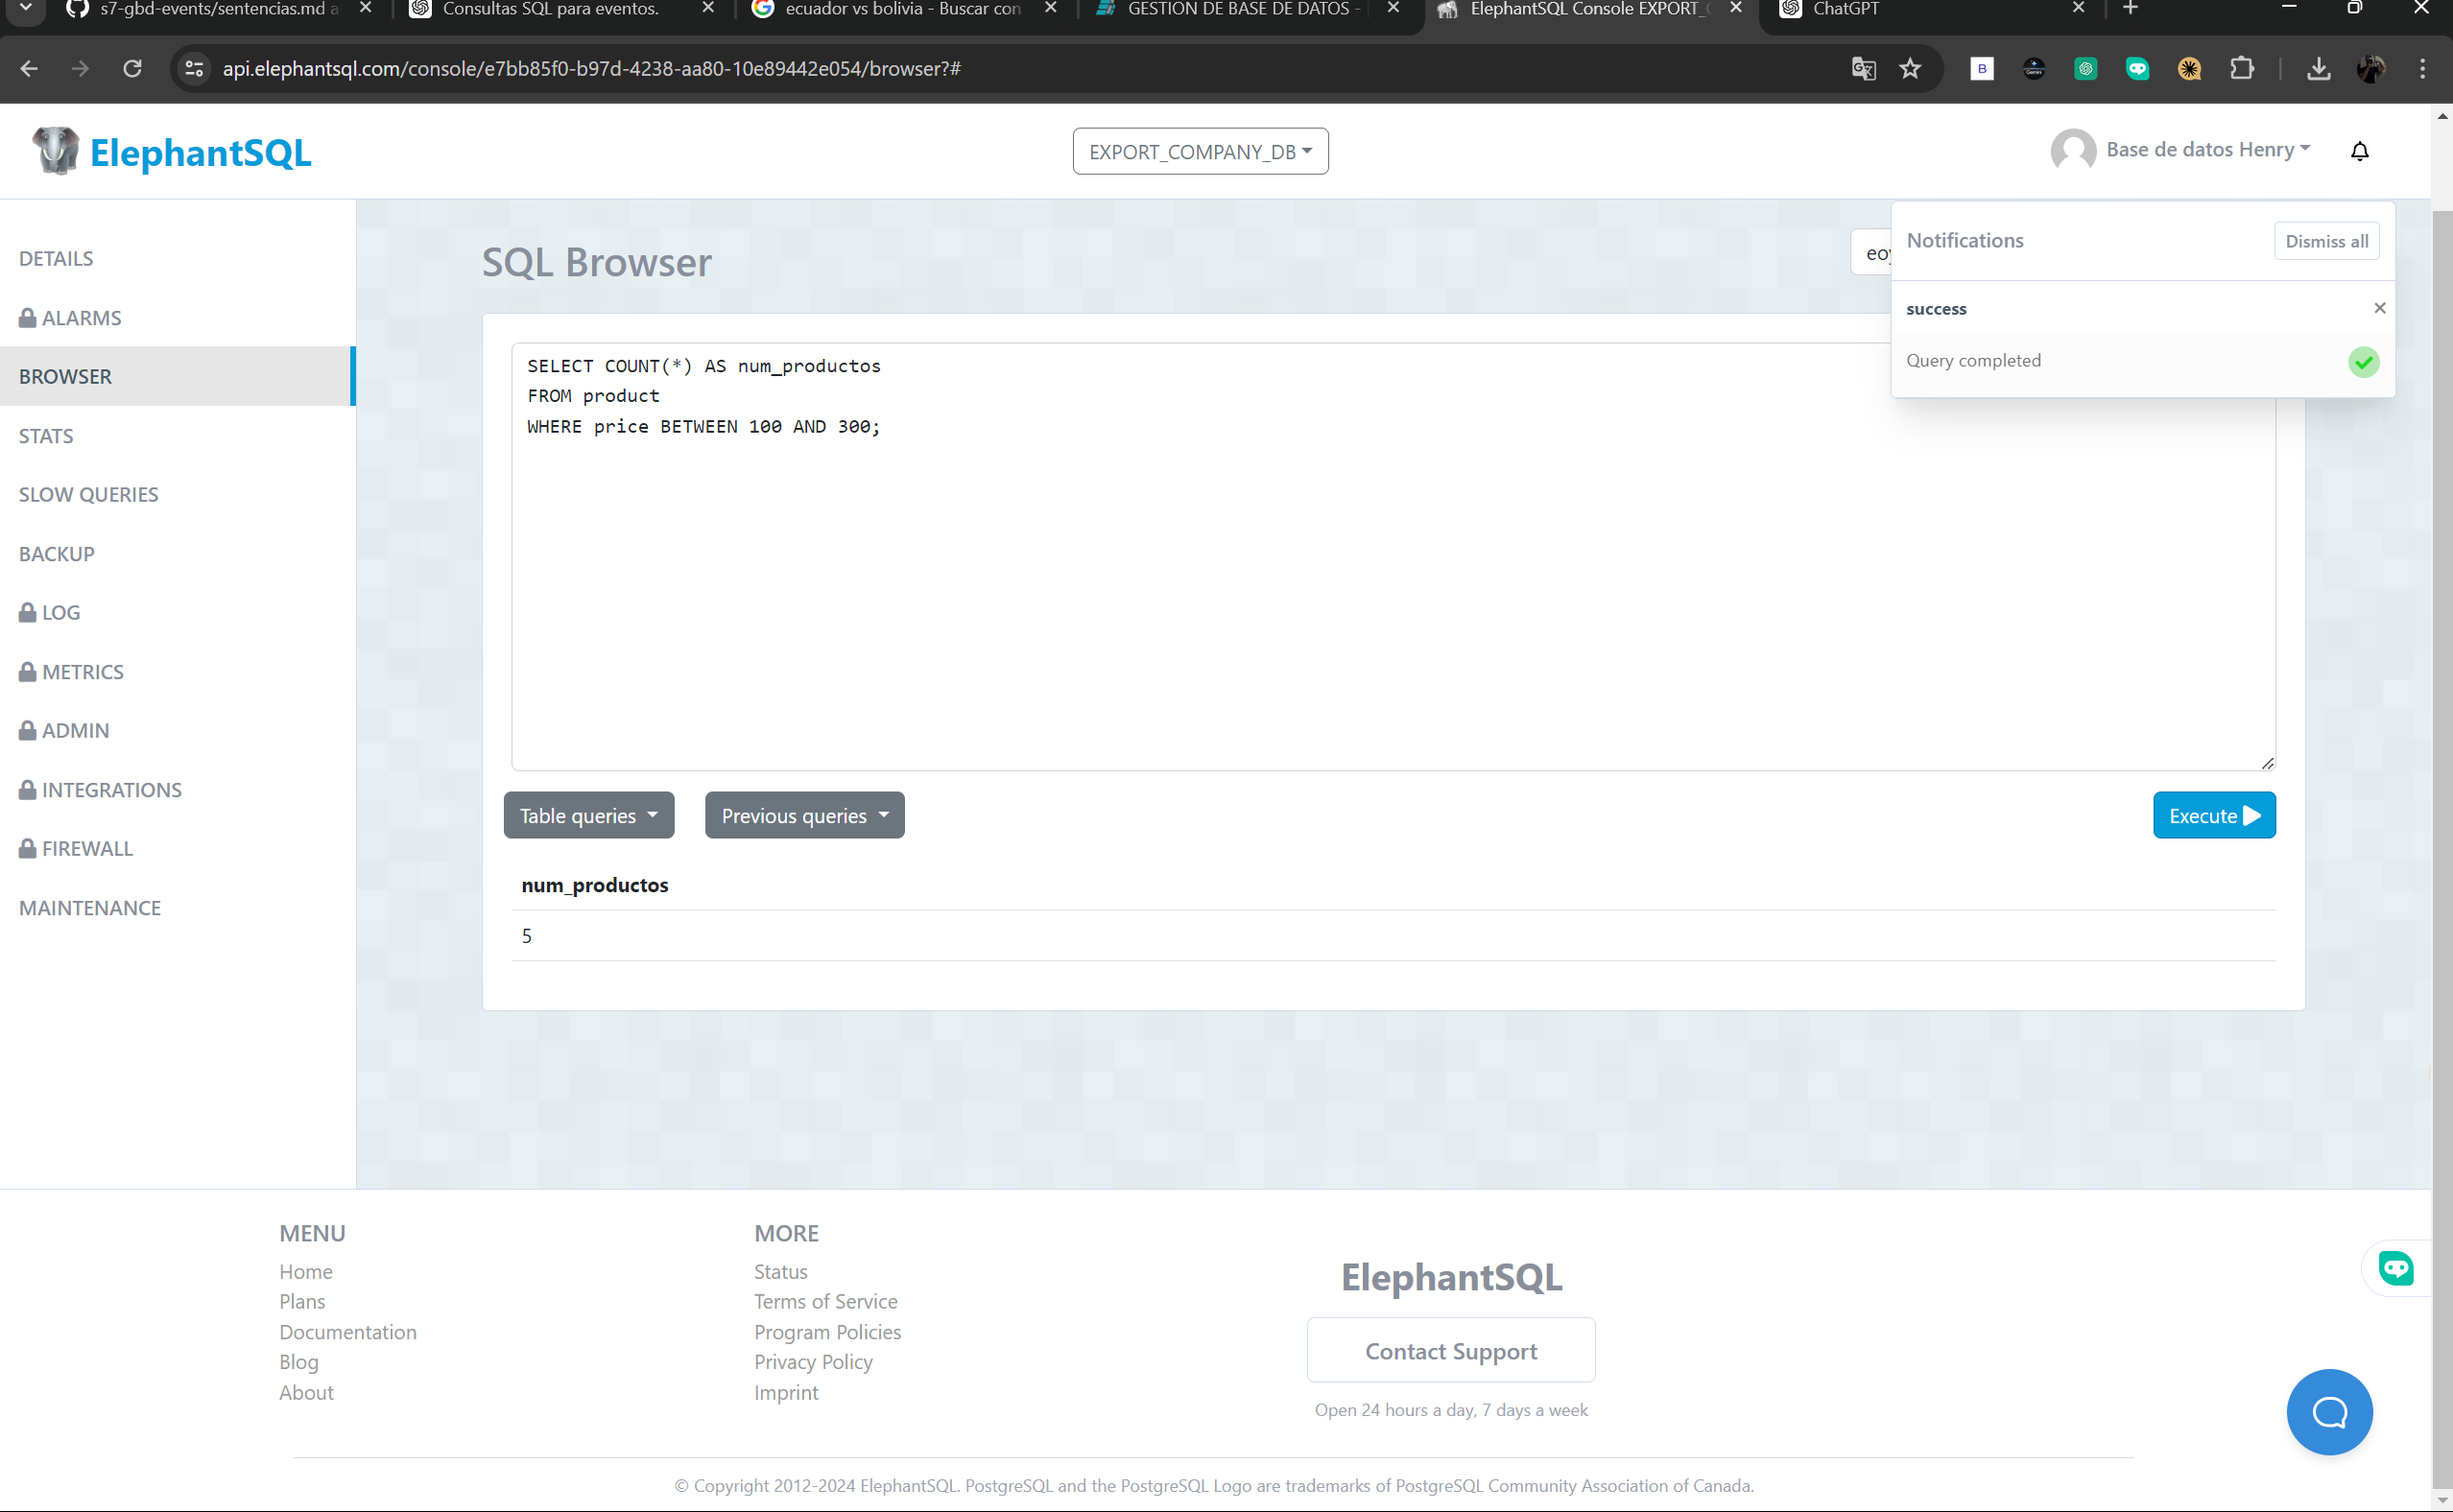 s7-gbd-events/sentencias.md a
Consultas SQL para eventos.
ecuador vs bolivia - Buscar con
GESTION DE BASE DE DATOS -
ElephantSQL Console EXPORT_
ChatGPT
api.elephantsql.com/console/e7bb85f0-b97d-4238-aa80-10e89442e054/browser?#
ElephantSQL
EXPORT_COMPANY_DB
Base de datos Henry
DETAILS
ALARMS
BROWSER
STATS
SLOW QUERIES
BACKUP
LOG
METRICS
ADMIN
INTEGRATIONS
FIREWALL
MAINTENANCE
SQL Browser
Notifications
Dismiss all
success
Query completed
SELECT COUNT(*) AS num_productos
FROM product
WHERE price BETWEEN 100 AND 300;
Table queries
Previous queries
Execute
num_productos
5
MENU
Home
Plans
Documentation
Blog
About
MORE
Status
Terms of Service
Program Policies
Privacy Policy
Imprint
ElephantSQL
Contact Support
Open 24 hours a day, 7 days a week
© Copyright 2012-2024 ElephantSQL. PostgreSQL and the PostgreSQL Logo are trademarks of PostgreSQL Community Association of Canada.